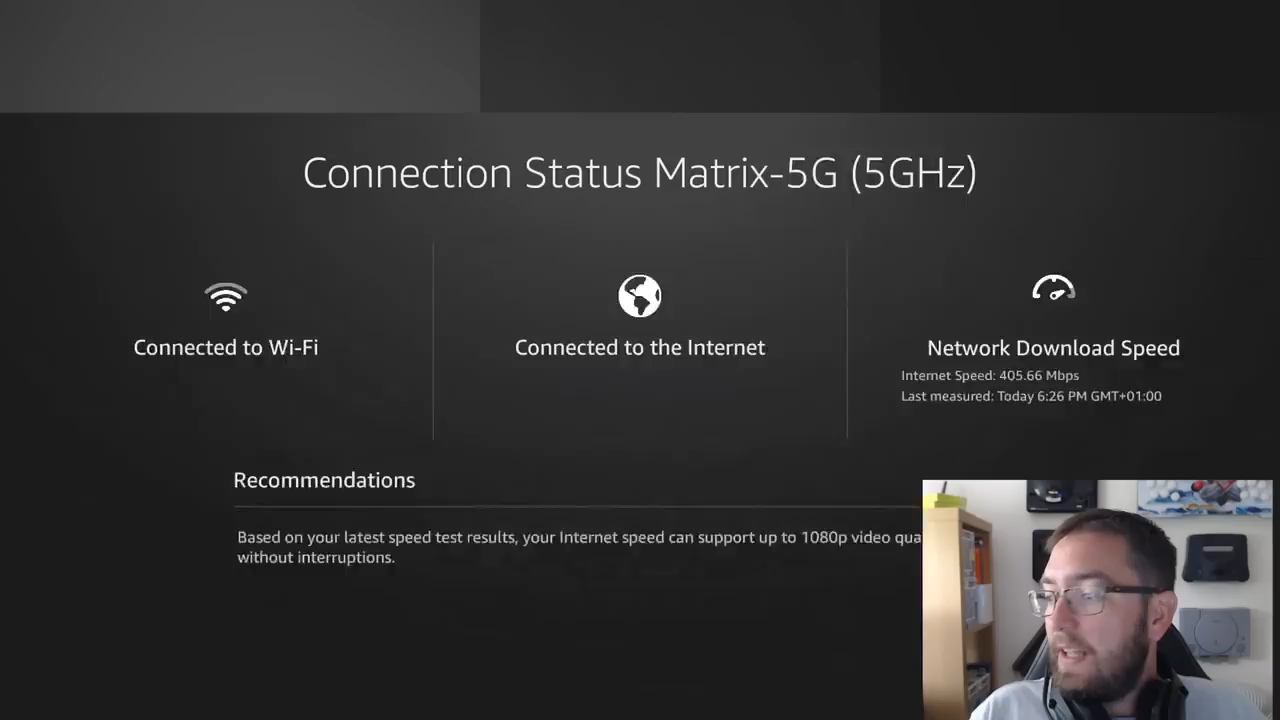 Connection Status Matrix-5G (5GHz)
Connected to Wi-Fi
Connected to the Internet
Network Download Speed
Internet Speed: 405.66 Mbps
Last measured: Today 6:26 PM GMT+01:00
Recommendations
Based on your latest speed test results, your Internet speed can support up to 1080p video qua
without interruptions.